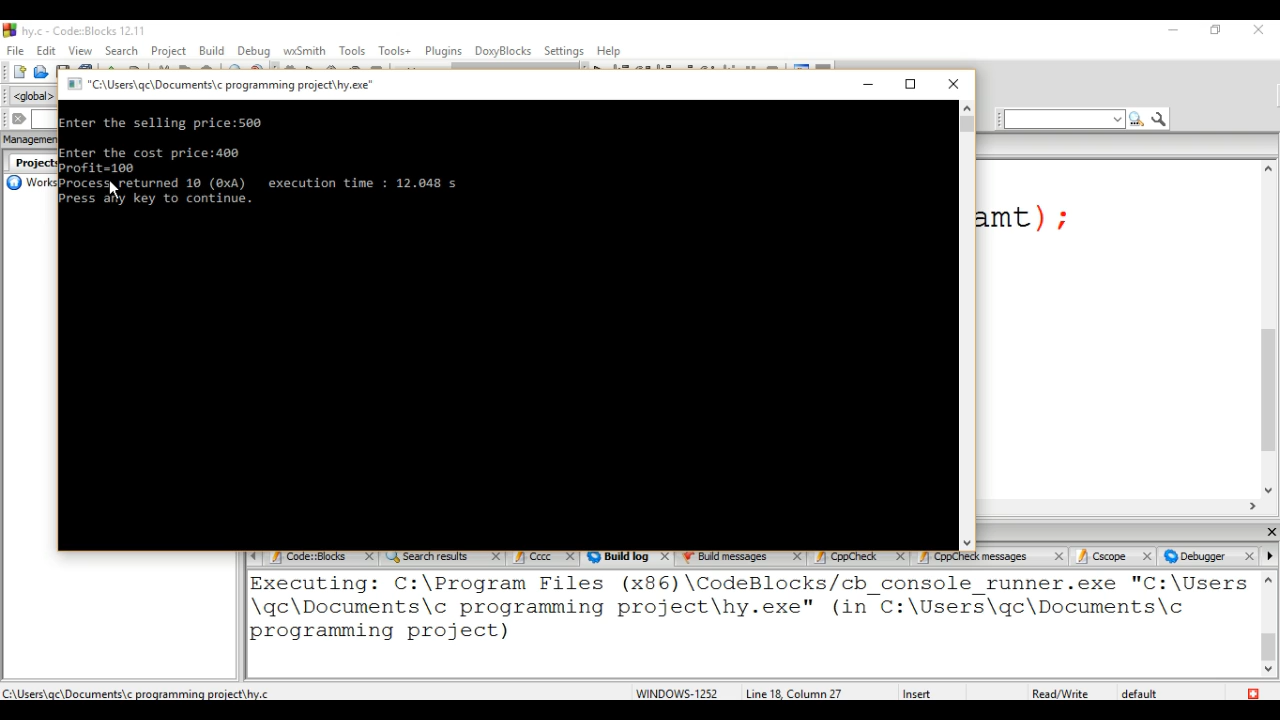 hy.c - Code::Blocks 12.11
File Edit View Search Project Build Debug wxSmith Tools Tools+ Plugins DoxyBlocks Settings Help
"C:\Users\qc\Documents\c programming project\hy.exe"
<global>
Enter the selling price:500
Managemen
Enter the cost price:400
Projects
Profit=100
Works
Process returned 10 (0xA)   execution time : 12.048 s
Press any key to continue.
amt);
Code::Blocks Search results Cccc Build log Build messages CppCheck CppCheck messages Cscope Debugger
Executing: C:\Program Files (x86)\CodeBlocks/cb_console_runner.exe "C:\Users
\qc\Documents\c programming project\hy.exe" (in C:\Users\qc\Documents\c
programming project)
C:\Users\qc\Documents\c programming project\hy.c WINDOWS-1252 Line 18, Column 27 Insert Read/Write default